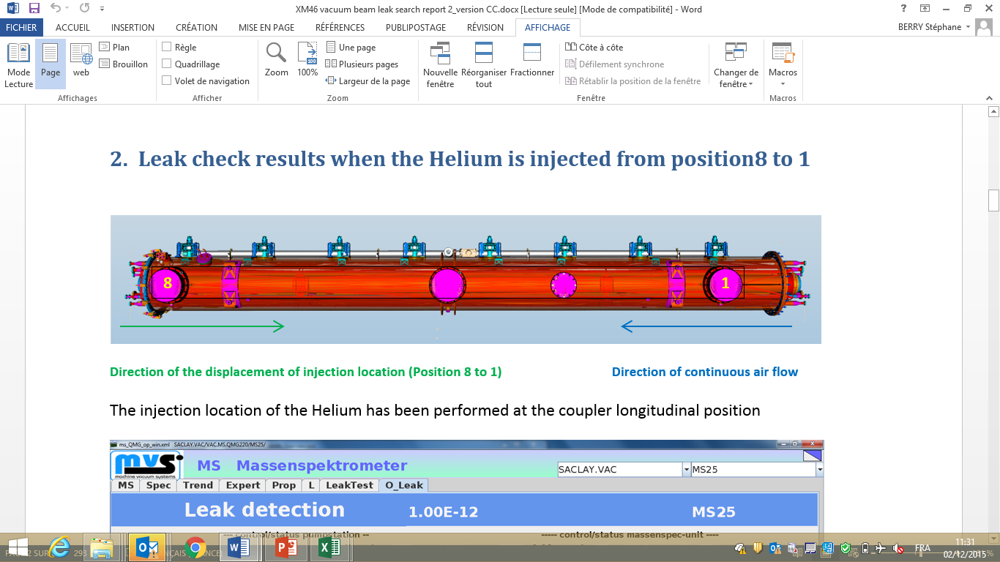 XM46 vacuum beam leak search report 2_version CC.docx [Lecture seule] [Mode de compatibilité] - Word
FICHIER ACCUEIL INSERTION CRÉATION MISE EN PAGE RÉFÉRENCES PUBLIPOSTAGE RÉVISION AFFICHAGE BERRY Stéphane
Mode Lecture
Page
web
Plan
Brouillon
Affichages
Règle
Quadrillage
Volet de navigation
Afficher
Zoom
100%
Une page
Plusieurs pages
Largeur de la page
Zoom
Nouvelle fenêtre
Réorganiser tout
Fractionner
Côte à côte
Défilement synchrone
Rétablir la position de la fenêtre
Fenêtre
Changer de fenêtre
Macros
Macros
2. Leak check results when the Helium is injected from position8 to 1
8 1
Direction of the displacement of injection location (Position 8 to 1) Direction of continuous air flow
The injection location of the Helium has been performed at the coupler longitudinal position
ms_QMG_op_win.xml SACLAY.VAC/VAC.MS.QMG220/MS25/
mvs
machine vacuum systems
MS Massenspektrometer
SACLAY.VAC MS25
MS Spec Trend Expert Prop L LeakTest O_Leak
Leak detection 1.00E-12 MS25
--- control/status pumpstation -- ----- control/status massenspec-unit ----
FRA
11:31
02/12/2015